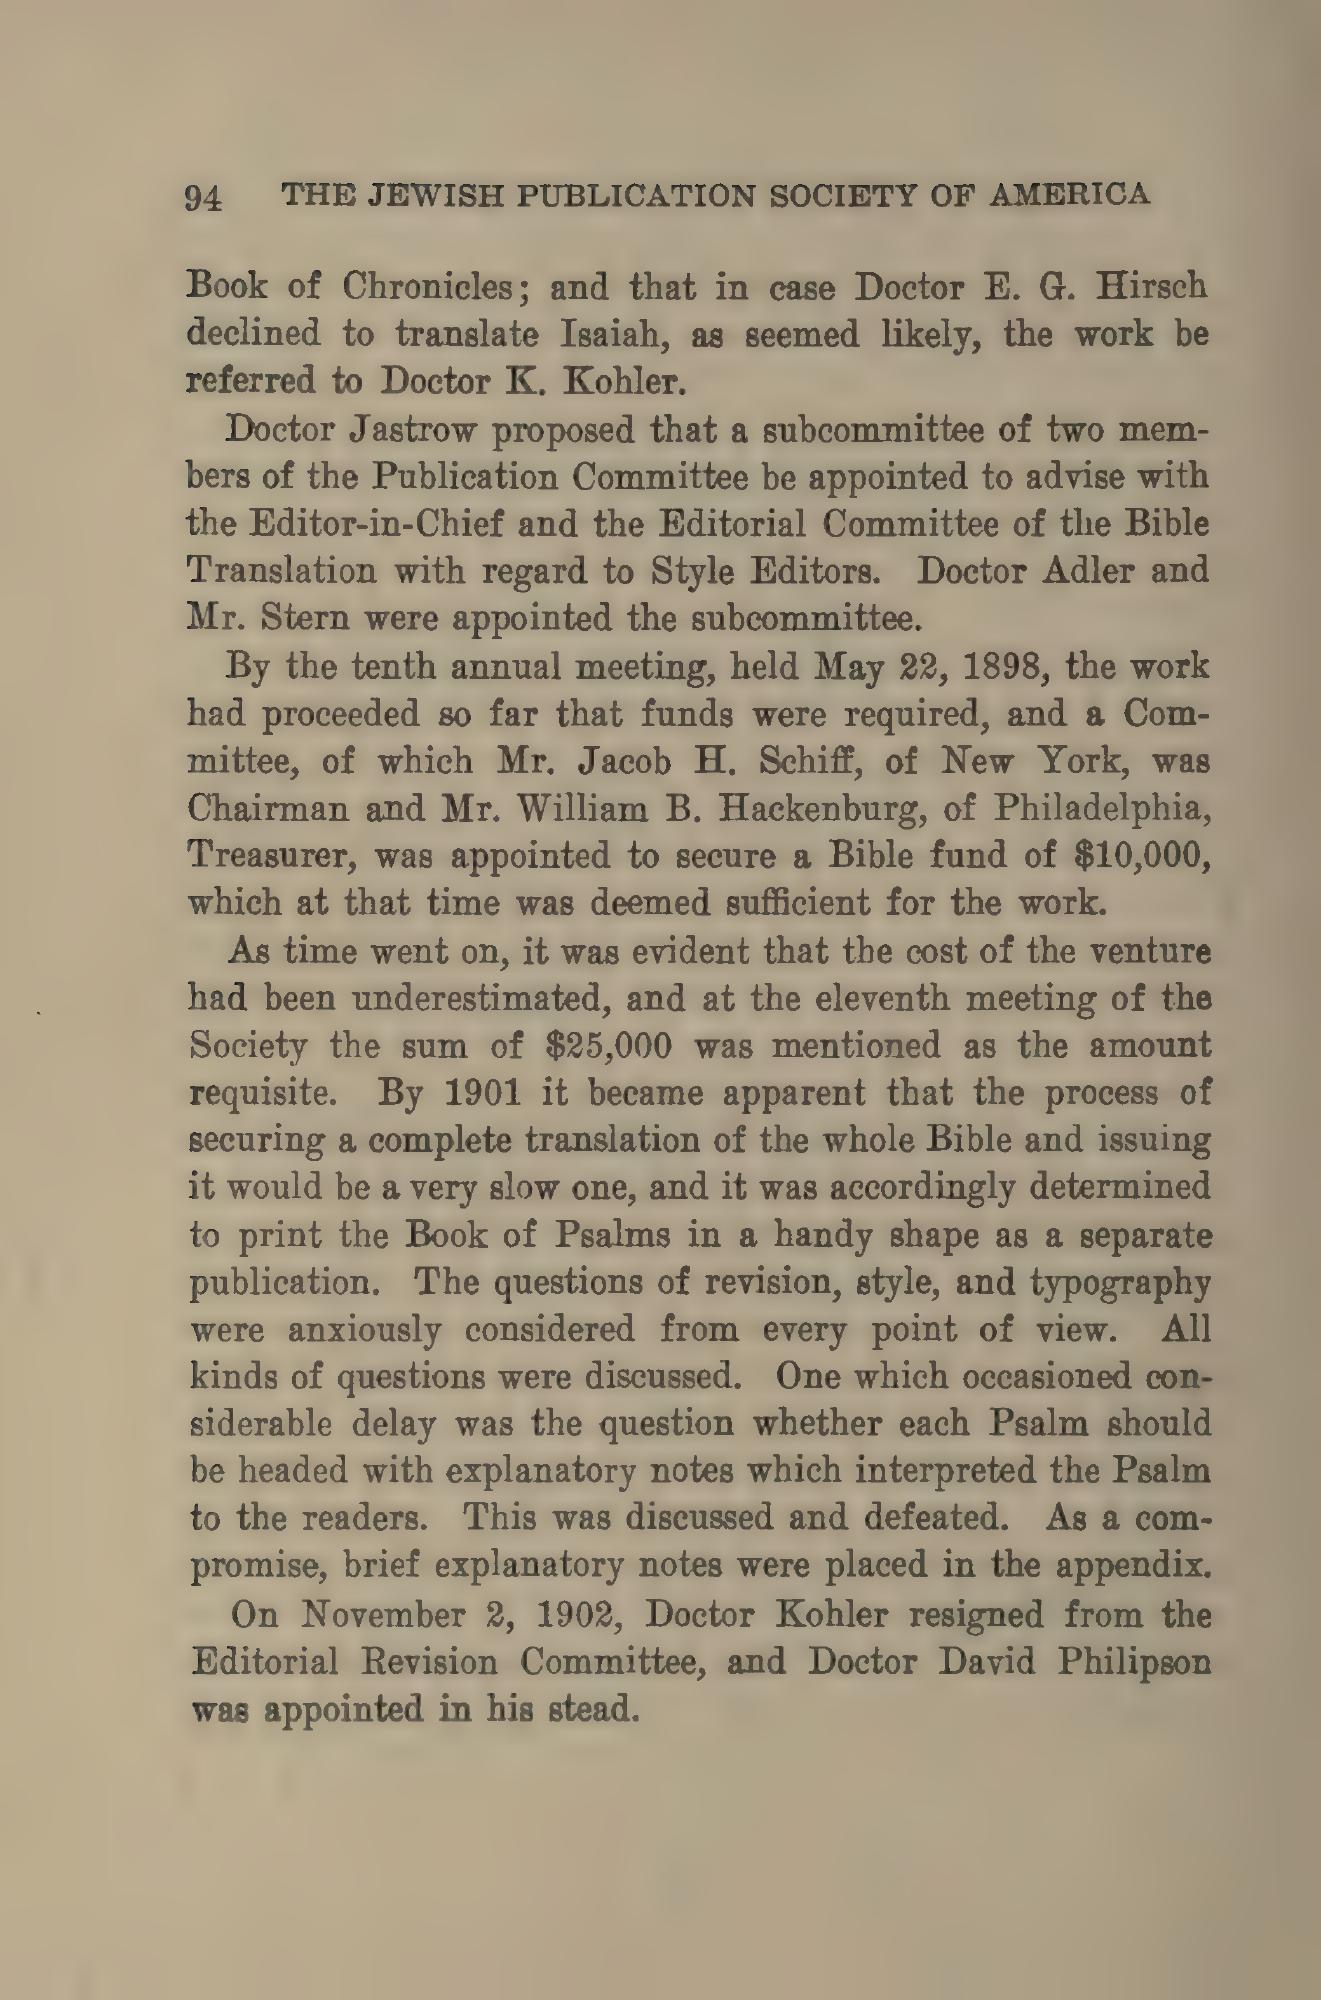 94 THE JEWISH PUBLICATION SOCIETY OF AMERICA
Book of Chronicles; and that in case Doctor E. G. Hirsch
declined to translate Isaiah, as seemed likely, the work be
referred to Doctor K. Kohler.
Doctor Jastrow proposed that a subcommittee of two mem-
bers of the Publication Committee be appointed to advise with
the Editor-in-Chief and the Editorial Committee of the Bible
Translation with regard to Style Editors. Doctor Adler and
Mr. Stern were appointed the subcommittee.
By the tenth annual meeting, held May 22, 1898, the work
had proceeded so far that funds were required, and a Com-
mittee, of which Mr. Jacob H. Schiff, of New York, was
Chairman and Mr. William B. Hackenburg, of Philadelphia,
Treasurer, was appointed to secure a Bible fund of $10,000,
which at that time was deemed sufficient for the work.
As time went on, it was evident that the cost of the venture
had been underestimated, and at the eleventh meeting of the
Society the sum of $25,000 was mentioned as the amount
requisite. By 1901 it became apparent that the process of
securing a complete translation of the whole Bible and issuing
it would be a very slow one, and it was accordingly determined
to print the Book of Psalms in a handy shape as a separate
publication. The questions of revision, style, and typography
were anxiously considered from every point of view. All
kinds of questions were discussed. One which occasioned con-
siderable delay was the question whether each Psalm should
be headed with explanatory notes which interpreted the Psalm
to the readers. This was discussed and defeated. As a com-
promise, brief explanatory notes were placed in the appendix.
On November 2, 1902, Doctor Kohler resigned from the
Editorial Revision Committee, and Doctor David Philipson
was appointed in his stead.